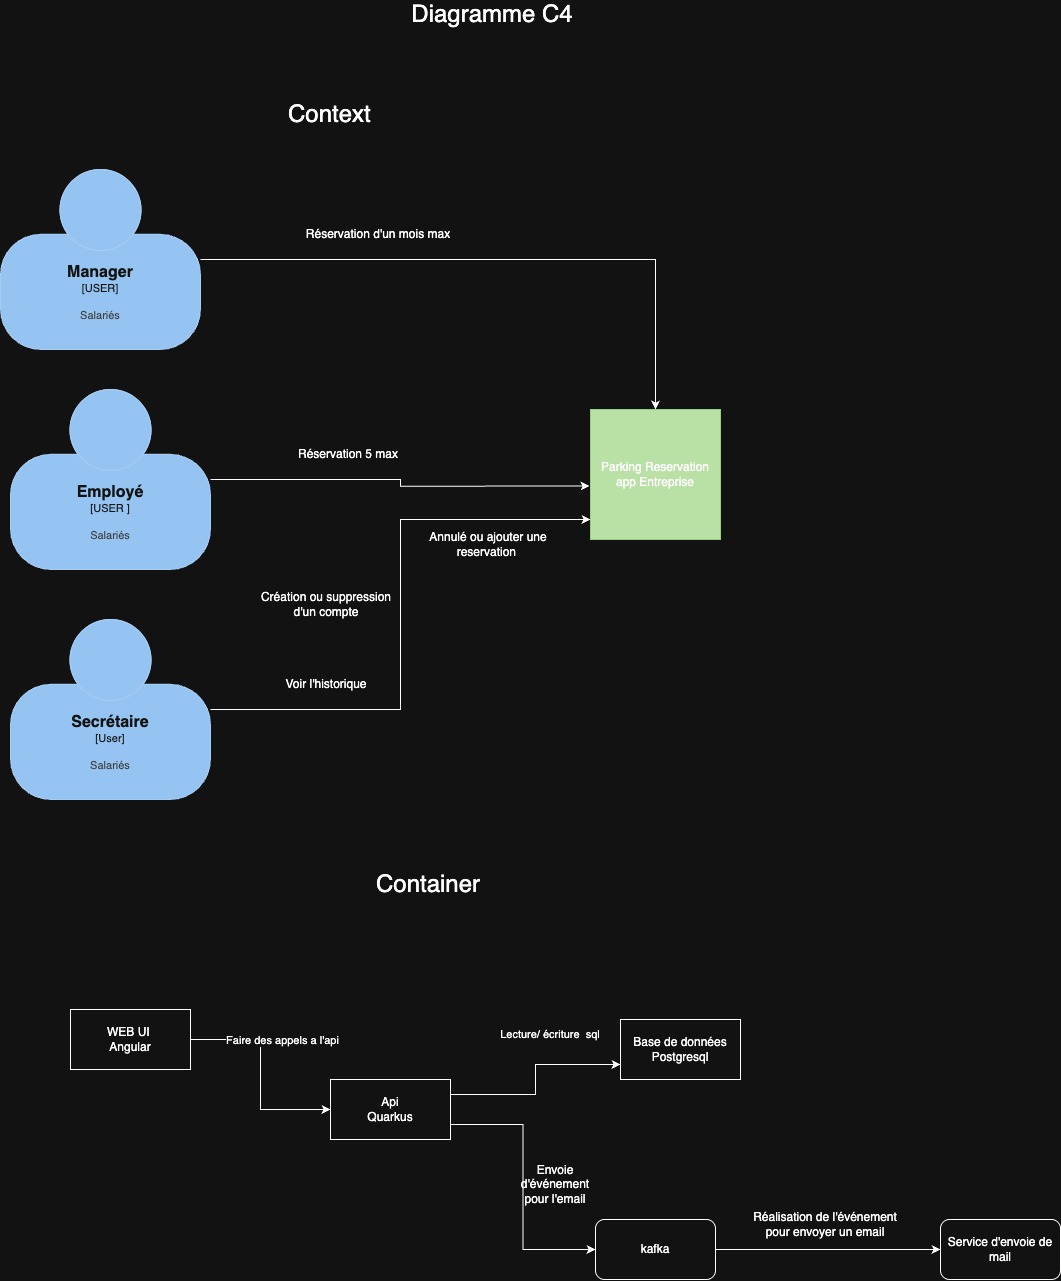 Diagramme C4
Context
Réservation d'un mois max
Manager
[USER]
Salariés
Réservation 5 max
Parking Reservation
app Entreprise
Employé
[USER ]
Salariés
Annulé ou ajouter une
reservation
Création ou suppression
d'un compte
Voir l'historique
Secrétaire
[User]
Salariés
Container
WEB UI
Angular
Faire des appels a l'api
Lecture/ écriture  sql
Base de données
Postgresql
Api
Quarkus
Envoie
d'événement
pour l'email
Réalisation de l'événement
pour envoyer un email
kafka
Service d'envoie de
mail